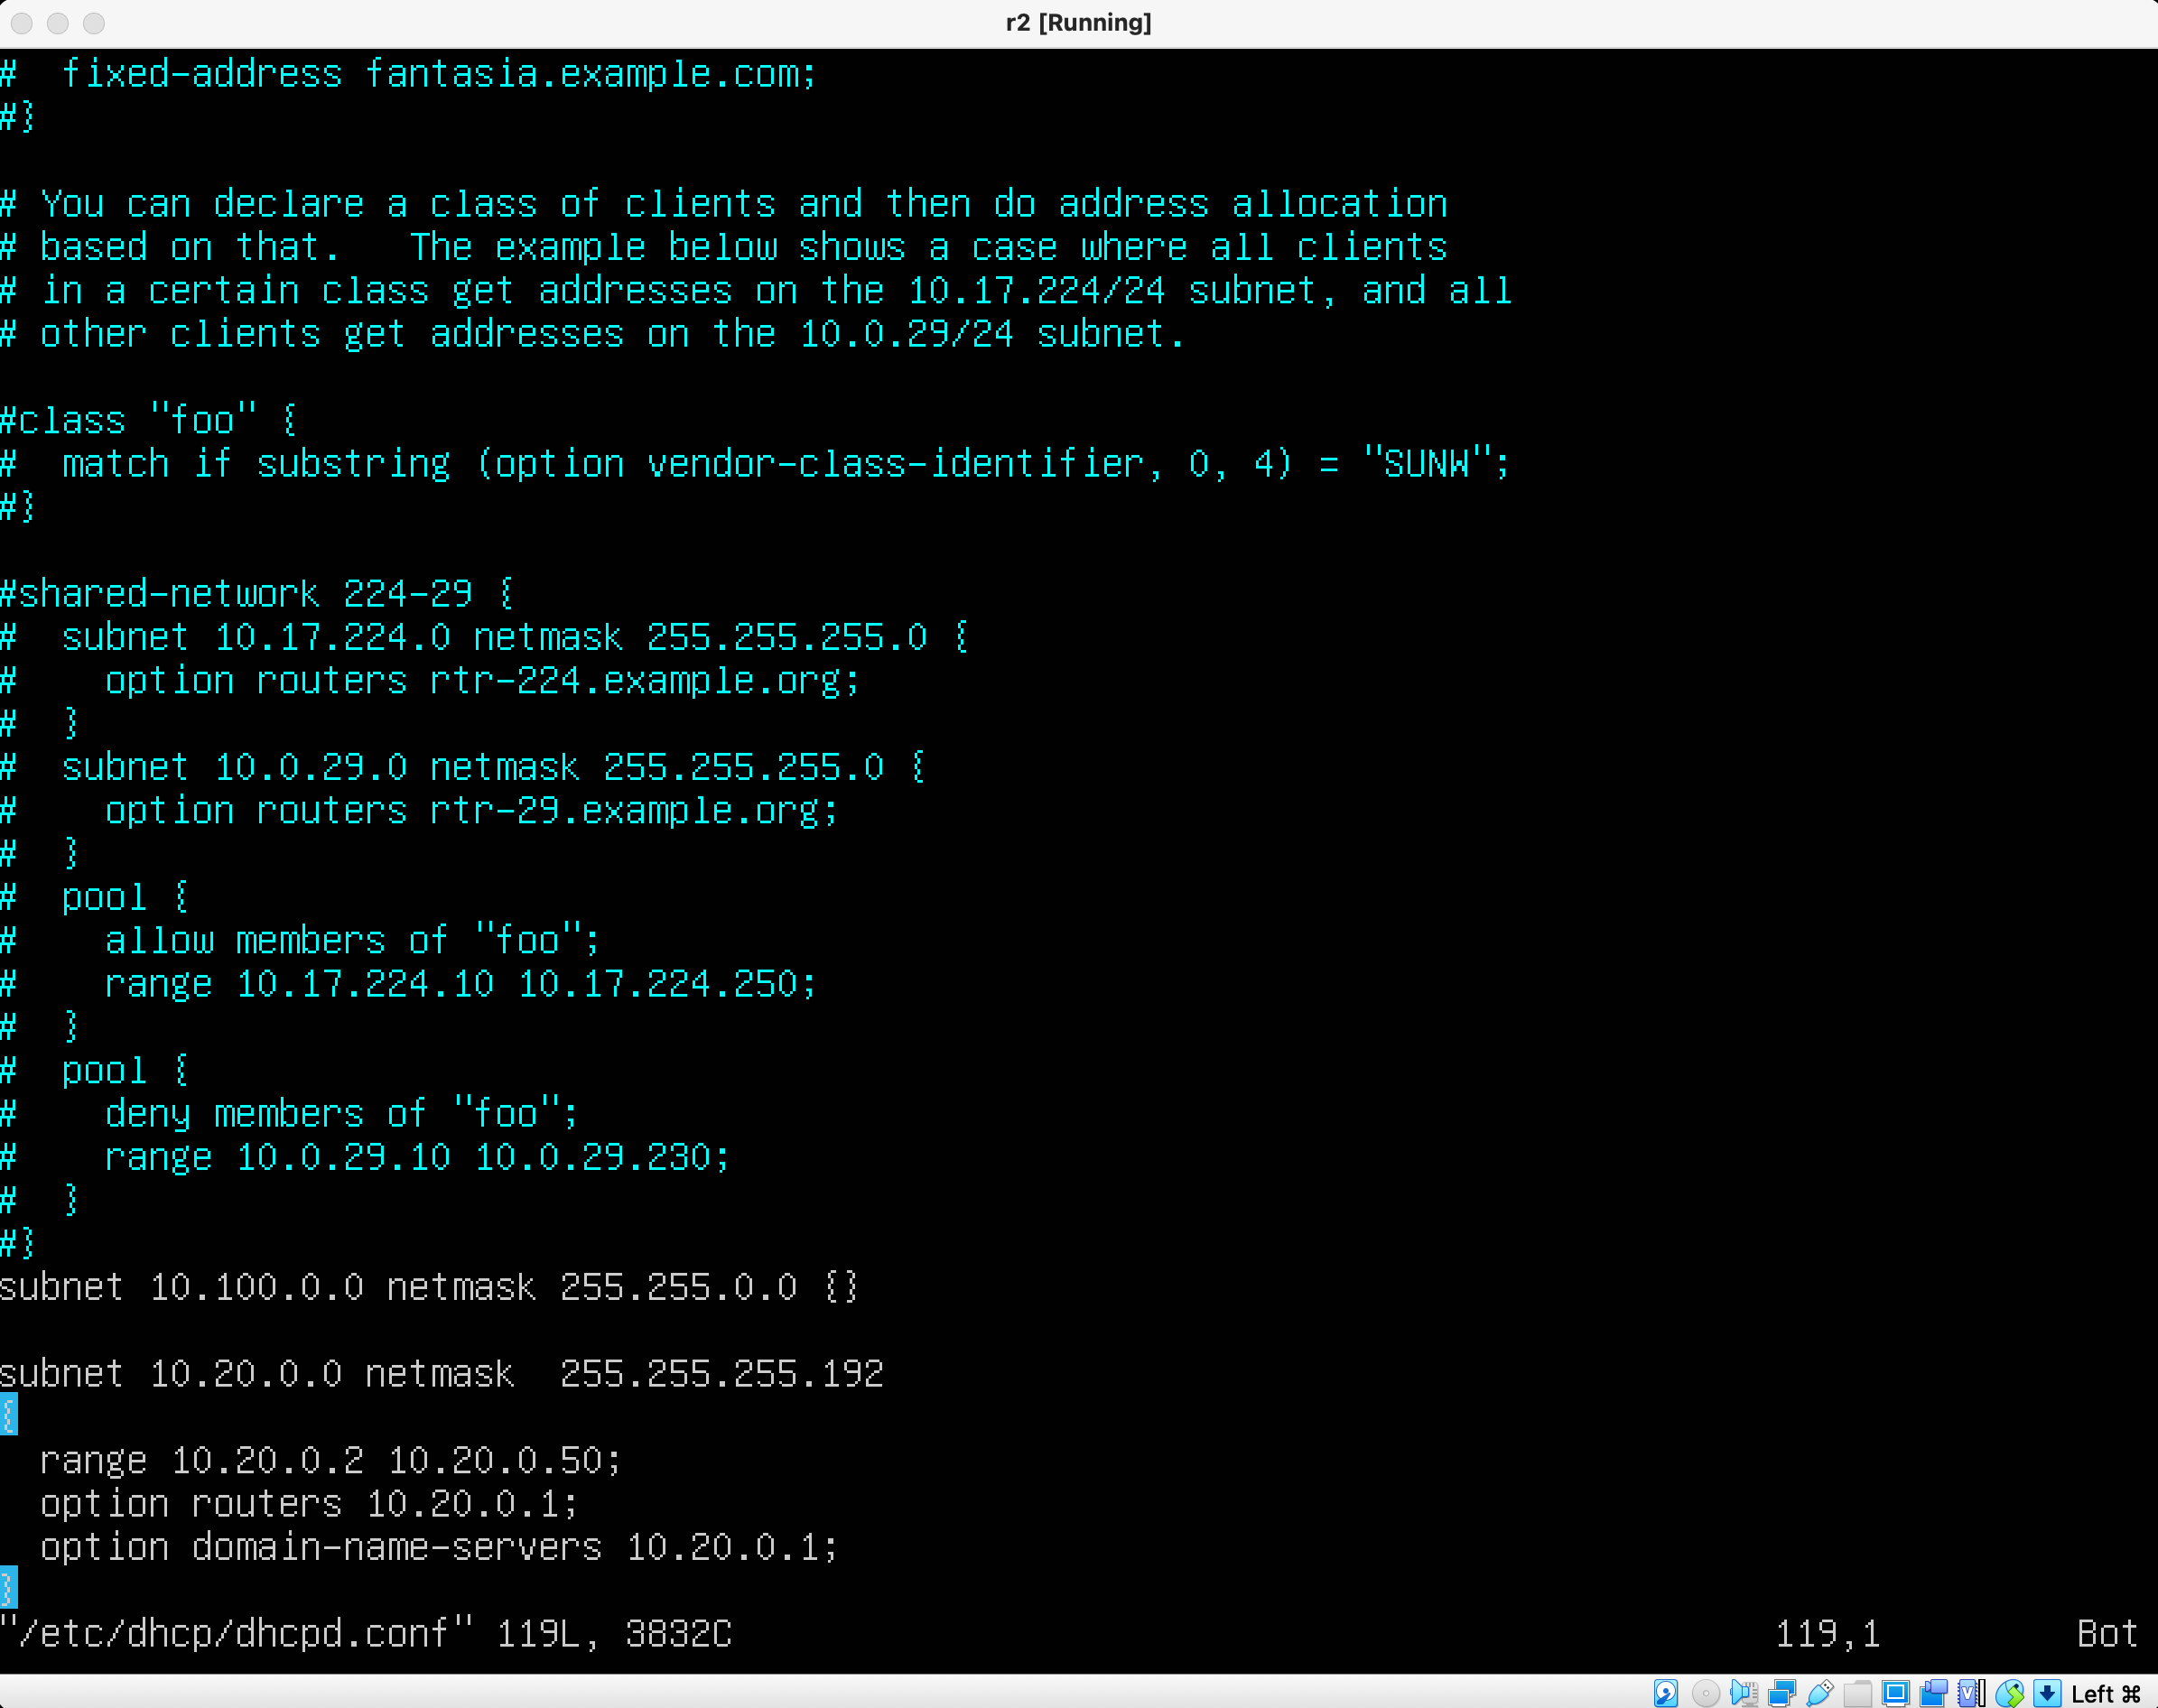 r2 [Running]
#  fixed-address fantasia.example.com;
#}
# You can declare a class of clients and then do address allocation
# based on that.   The example below shows a case where all clients
# in a certain class get addresses on the 10.17.224/24 subnet, and all
# other clients get addresses on the 10.0.29/24 subnet.
#class "foo" {
#  match if substring (option vendor-class-identifier, 0, 4) = "SUNW";
#}
#shared-network 224-29 {
#  subnet 10.17.224.0 netmask 255.255.255.0 {
#    option routers rtr-224.example.org;
#  }
#  subnet 10.0.29.0 netmask 255.255.255.0 {
#    option routers rtr-29.example.org;
#  }
#  pool {
#    allow members of "foo";
#    range 10.17.224.10 10.17.224.250;
#  }
#  pool {
#    deny members of "foo";
#    range 10.0.29.10 10.0.29.230;
#  }
#}
subnet 10.100.0.0 netmask 255.255.0.0 {}
subnet 10.20.0.0 netmask  255.255.255.192
{
  range 10.20.0.2 10.20.0.50;
  option routers 10.20.0.1;
  option domain-name-servers 10.20.0.1;
}
"/etc/dhcp/dhcpd.conf" 119L, 3832C 119,1 Bot
Left ⌘